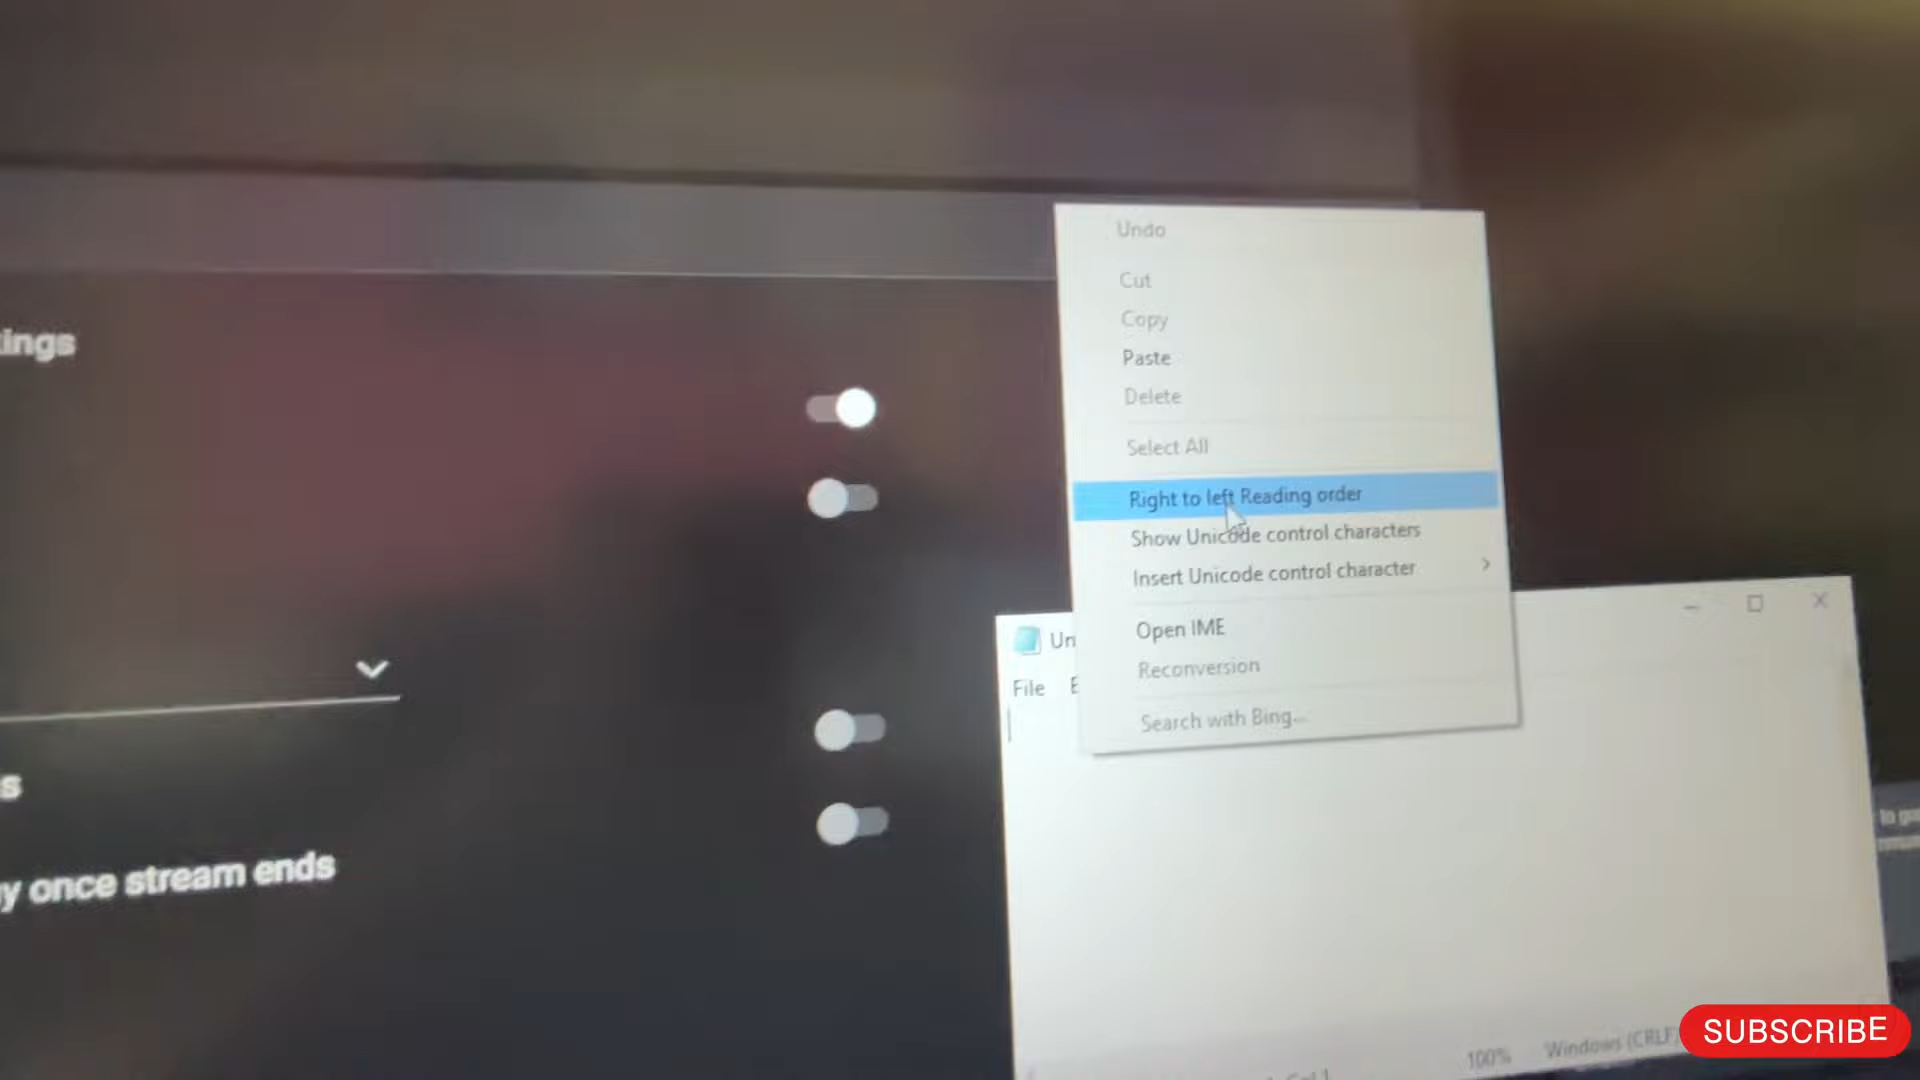 Undo
Cut
Copy
Paste
Delete
Select All
Right to left Reading order
Show Unicode control characters
Insert Unicode control character
Open IME
Reconversion
Search with Bing...
File
once stream ends
100%
Windows (CRLF)
SUBSCRIBE